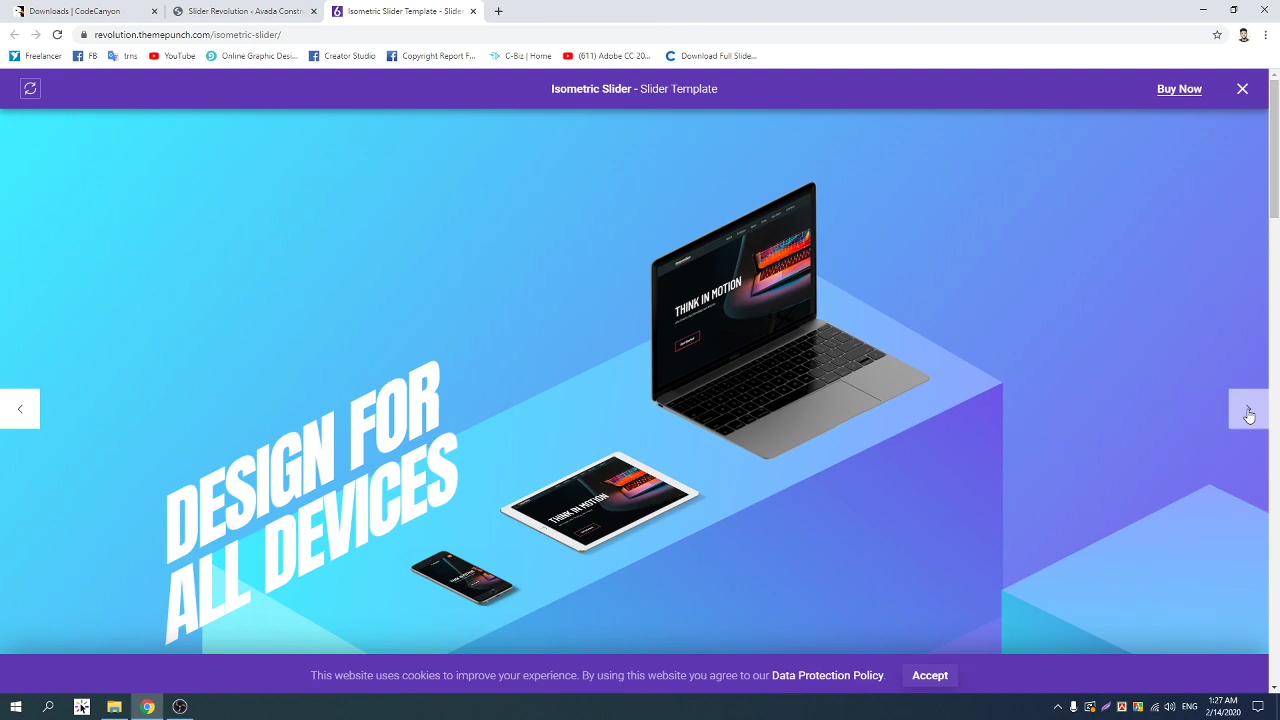 Downloads | CodeCanyon
Slider Revolution ‹ Avada Constr
Isometric Slider Template - Slid
revolution.themepunch.com/isometric-slider/
Freelancer
FB
trns
YouTube
Online Graphic Desi...
Creator Studio
Copyright Fog Repo...
C-Biz | Home
(611) Adobe CC 20...
Download Full Slide...
Isometric Slider - Slider Template
Buy Now
THINK IN MOTION
DESIGN FOR
ALL DEVICES
THINK IN MOTION
This website uses cookies to improve your experience. By using this website you agree to our Data Protection Policy.
Accept
ENG
1:27 AM
2/14/2020